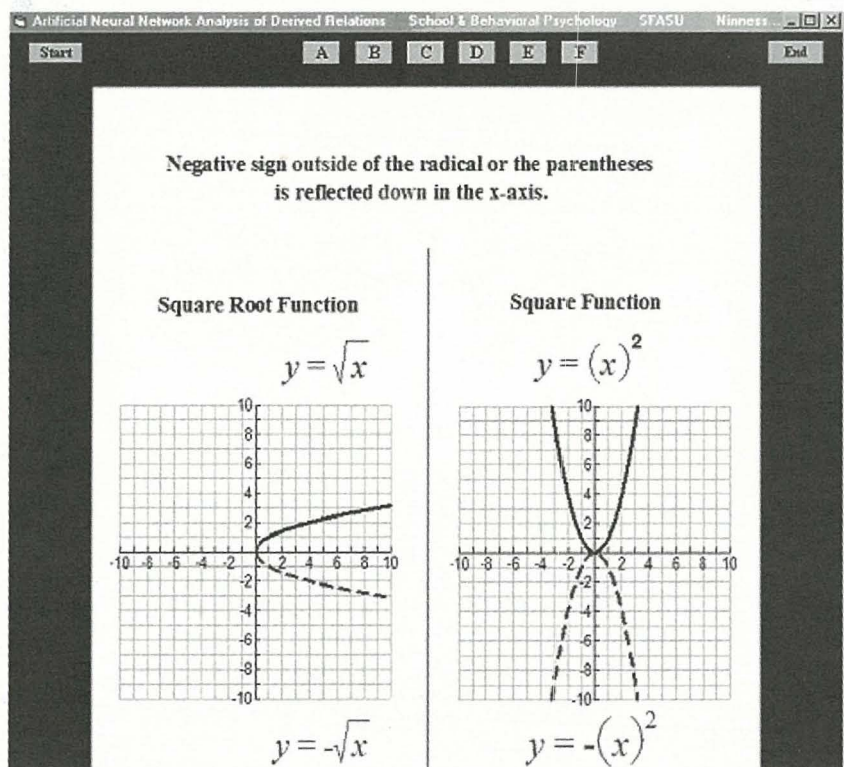 Artificial Neural Network Analysis of Derived Relations School & Behavioral Psychology SFASU Ninness...
Start A B C D E F End
Negative sign outside of the radical or the parentheses
is reflected down in the x-axis.
Square Root Function
y = √x
10
8
6
4
2
-10 -8 -6 -4 -2 2 4 6 8 10
-2
-4
-6
-8
-10
y = -√x
Square Function
y = (x)²
10
8
6
4
2
-10 -8 -6 -4 -2 2 4 6 8 10
-4
-6
-8
-10
y = -(x)²